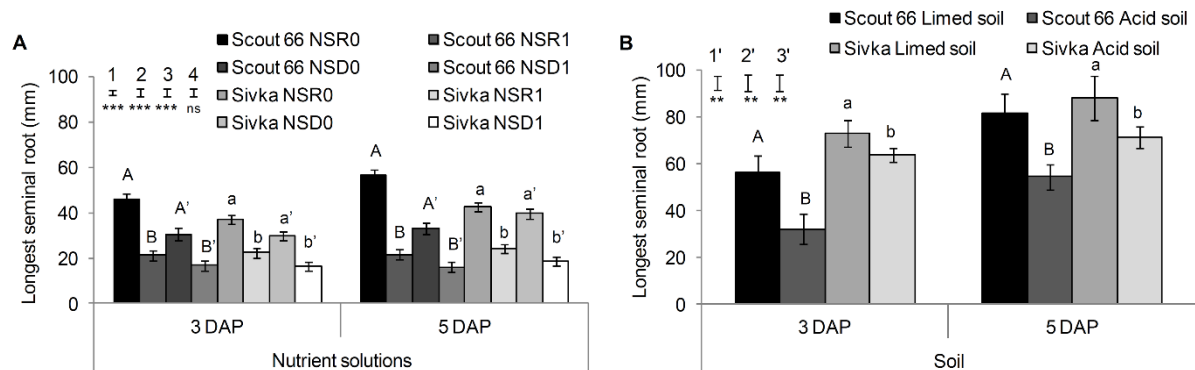 A
Scout 66 NSR0 Scout 66 NSR1
Scout 66 NSD0 Scout 66 NSD1
Sivka NSR0 Sivka NSR1
Sivka NSD0 Sivka NSD1
Longest seminal root (mm)
100
80
60
40
20
0
1 2 3 4
*** *** *** ns
A B A' B' a b a' b'
A B A' B' a b a' b'
3 DAP 5 DAP
Nutrient solutions
B
Scout 66 Limed soil Scout 66 Acid soil
Sivka Limed soil Sivka Acid soil
Longest seminal root (mm)
100
80
60
40
20
0
1' 2' 3'
** ** **
A B a b
A B a b
3 DAP 5 DAP
Soil